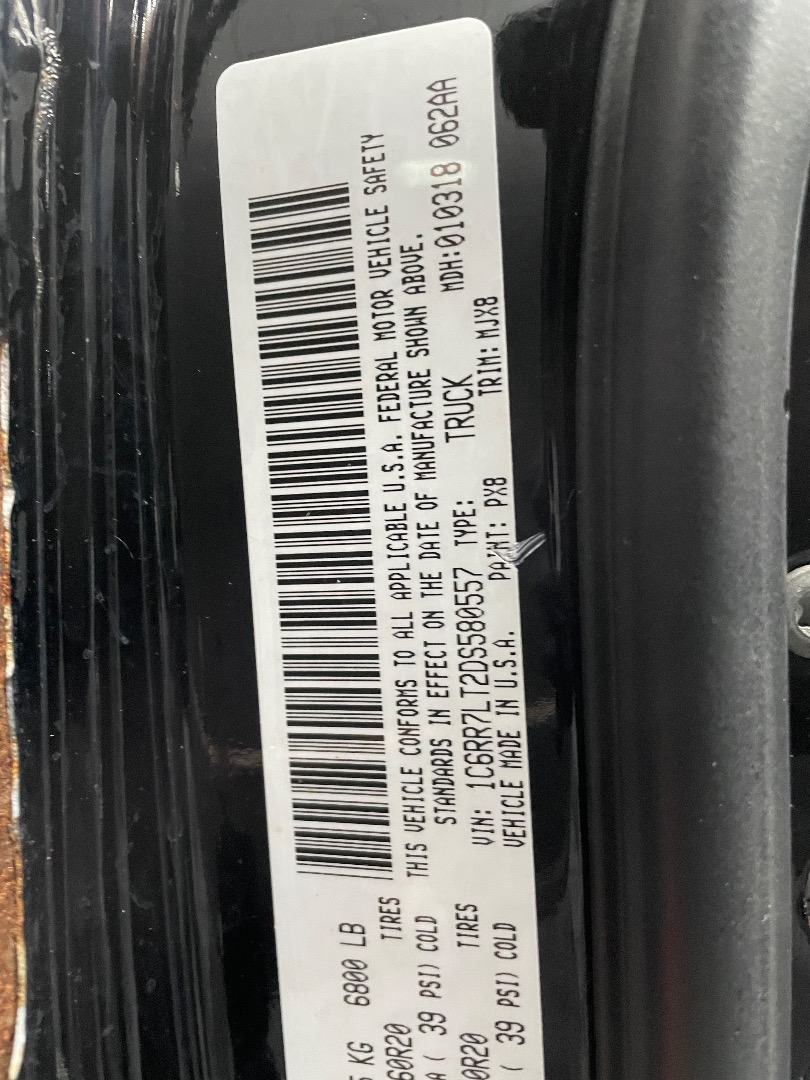 KG 6800 LB
60R20 TIRES
( 39 PSI) COLD
0R20 TIRES
( 39 PSI) COLD
THIS VEHICLE CONFORMS TO ALL APPLICABLE U.S.A. FEDERAL MOTOR VEHICLE SAFETY
STANDARDS IN EFFECT ON THE DATE OF MANUFACTURE SHOWN ABOVE.
VIN: 1C6RR7LT2DS580557 TYPE: TRUCK MDH:010318 062AA
VEHICLE MADE IN U.S.A. PAINT: PX8 TRIM: MJX8